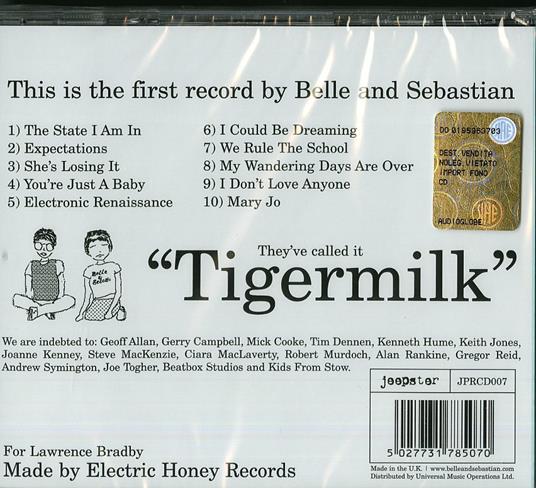 This is the first record by Belle and Sebastian
1) The State I Am In
2) Expectations
3) She's Losing It
4) You're Just A Baby
5) Electronic Renaissance
6) I Could Be Dreaming
7) We Rule The School
8) My Wandering Days Are Over
9) I Don't Love Anyone
10) Mary Jo
DO 0195963703
DEST. VENDITA
NOLEG. VIETATO
IMPORT FONO
CD
AUDIOGLOBE
They've called it
"Tigermilk"
We are indebted to: Geoff Allan, Gerry Campbell, Mick Cooke, Tim Dennen, Kenneth Hume, Keith Jones,
Joanne Kenney, Steve MacKenzie, Ciara MacLaverty, Robert Murdoch, Alan Rankine, Gregor Reid,
Andrew Symington, Joe Togher, Beatbox Studios and Kids From Stow.
jeepster
JPRCD007
5 027731 785070
For Lawrence Bradby
Made by Electric Honey Records
Made in the U.K. | www.belleandsebastian.com
Distributed by Universal Music Operations Ltd.